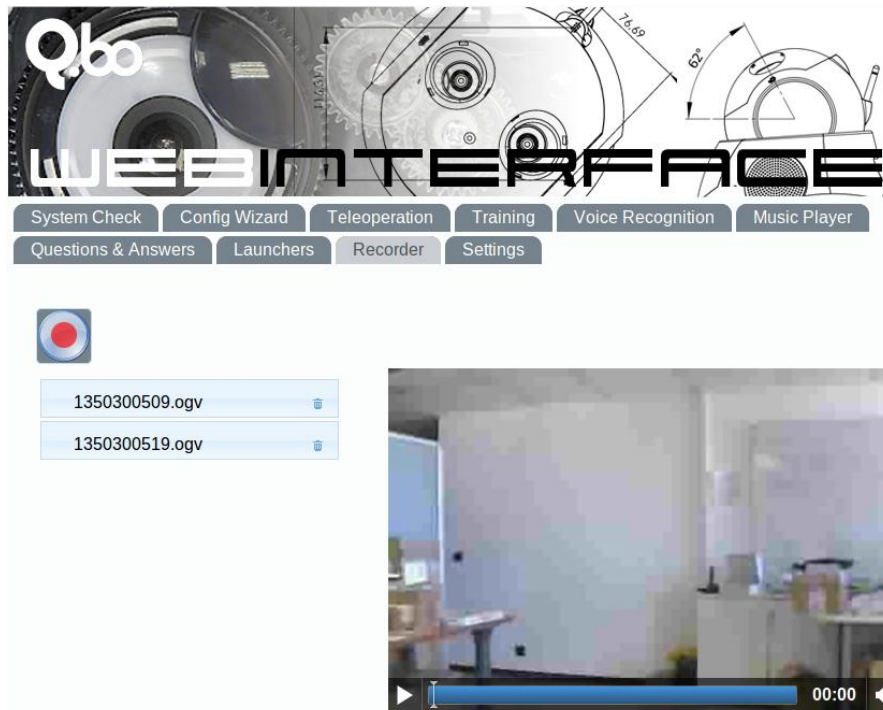 Q.bo
76,69
62°
WEBINTERFACE
System Check
Config Wizard
Teleoperation
Training
Voice Recognition
Music Player
Questions & Answers
Launchers
Recorder
Settings
1350300509.ogv
1350300519.ogv
00:00